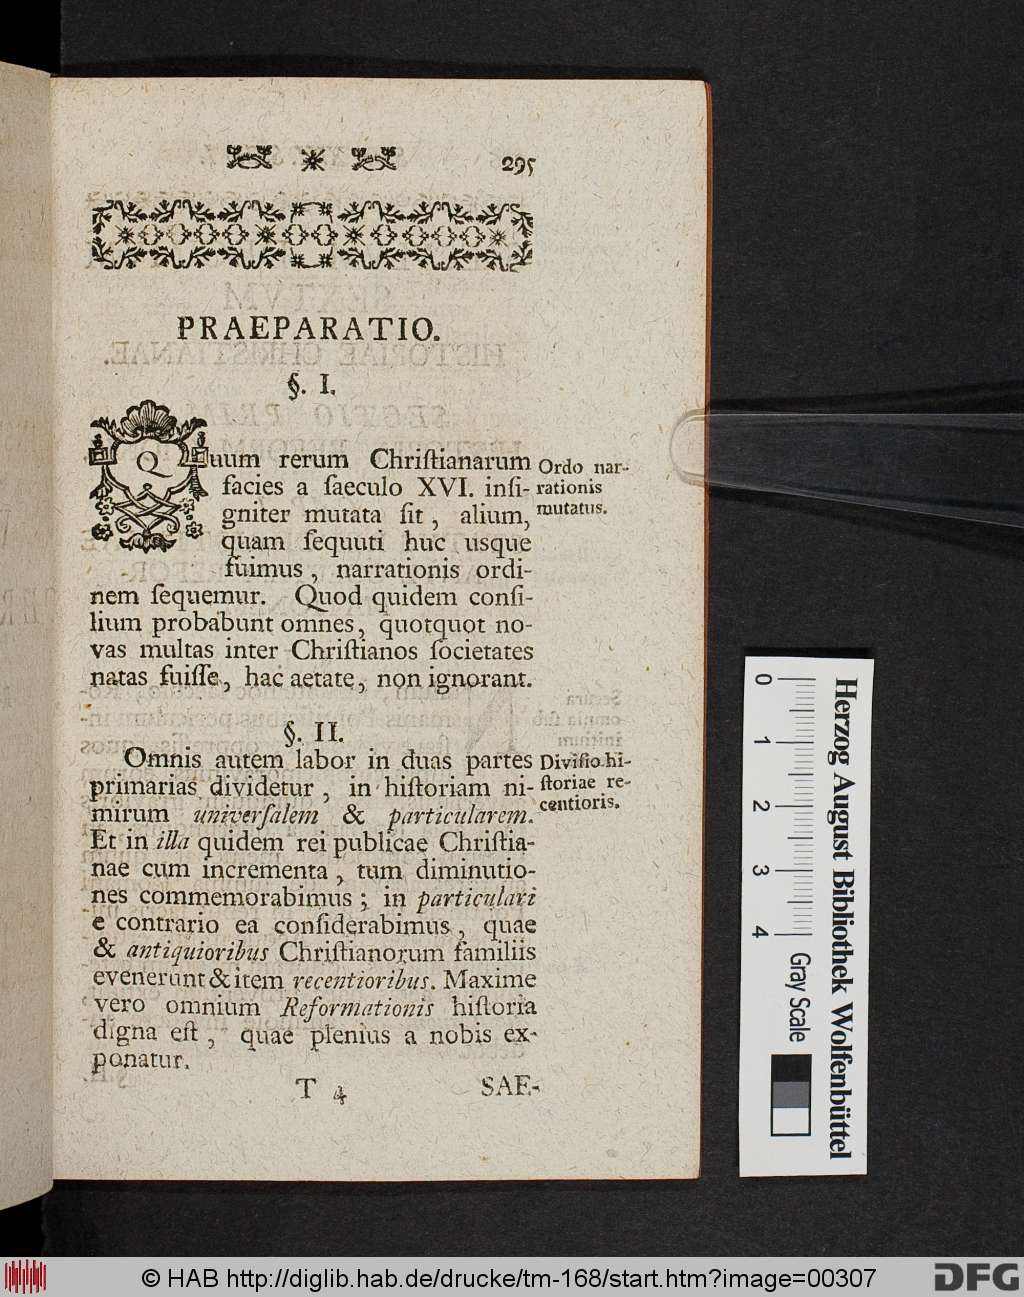 295
PRAEPARATIO.
§. I.
Quum rerum Chriſtianarum
facies a ſaeculo XVI. inſi-
gniter mutata ſit, alium,
quam ſequuti huc usque
fuimus, narrationis ordi-
nem ſequemur. Quod quidem conſi-
lium probabunt omnes, quotquot no-
vas multas inter Chriſtianos ſocietates
natas fuiſſe, hac aetate, non ignorant.
Ordo nar-
rationis
mutatus.
§. II.
Omnis autem labor in duas partes
primarias dividetur, in hiſtoriam ni-
mirum univerſalem & particularem.
Et in illa quidem rei publicae Chriſtia-
nae cum incrementa, tum diminutio-
nes commemorabimus; in particulari
e contrario ea conſiderabimus, quae
& antiquioribus Chriſtianorum familiis
evenerunt & item recentioribus. Maxime
vero omnium Reformationis hiſtoria
digna eſt, quae plenius a nobis ex-
ponatur.
Diviſio hi-
ſtoriae re-
centioris.
T 4 SAE-
0 1 2 3 4
Herzog August Bibliothek Wolfenbüttel
Gray Scale
© HAB http://diglib.hab.de/drucke/tm-168/start.htm?image=00307
DFG